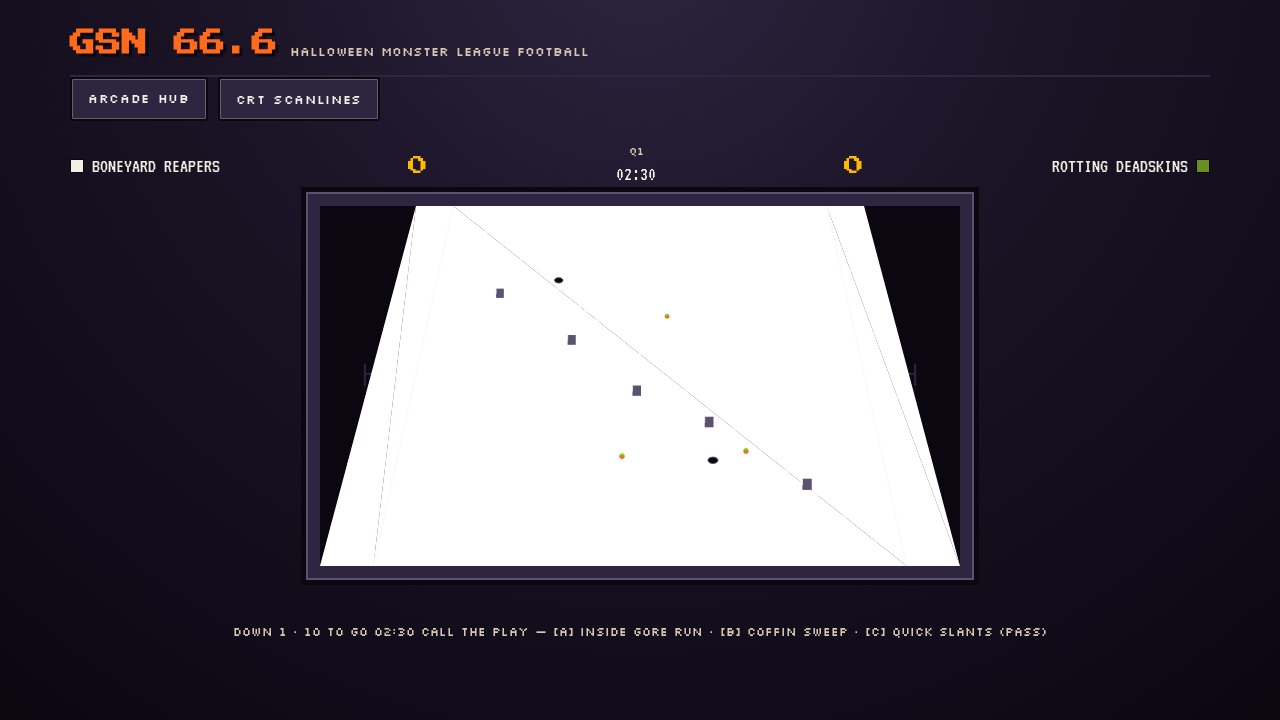 GSN 66.6 HALLOWEEN MONSTER LEAGUE FOOTBALL
ARCADE HUB CRT SCANLINES
BONEYARD REAPERS 0 Q1 0 ROTTING DEADSKINS
02:30
DOWN 1 · 10 TO GO 02:30 CALL THE PLAY — [A] INSIDE GORE RUN · [B] COFFIN SWEEP · [C] QUICK SLANTS (PASS)